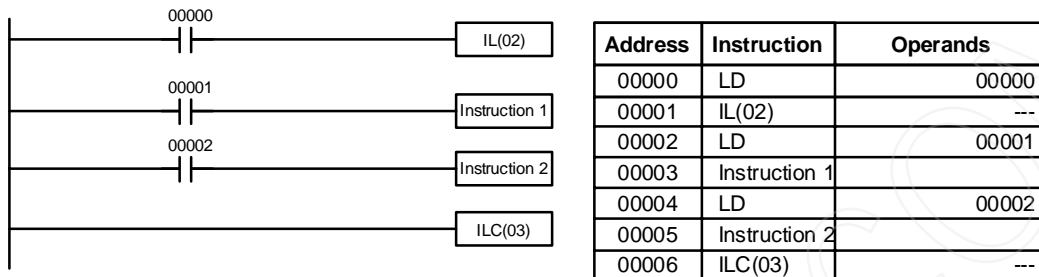 00000
IL(02)
00001
Instruction 1
00002
Instruction 2
ILC(03)
Address Instruction Operands
00000 LD 00000
00001 IL(02) ---
00002 LD 00001
00003 Instruction 1
00004 LD 00002
00005 Instruction 2
00006 ILC(03) ---